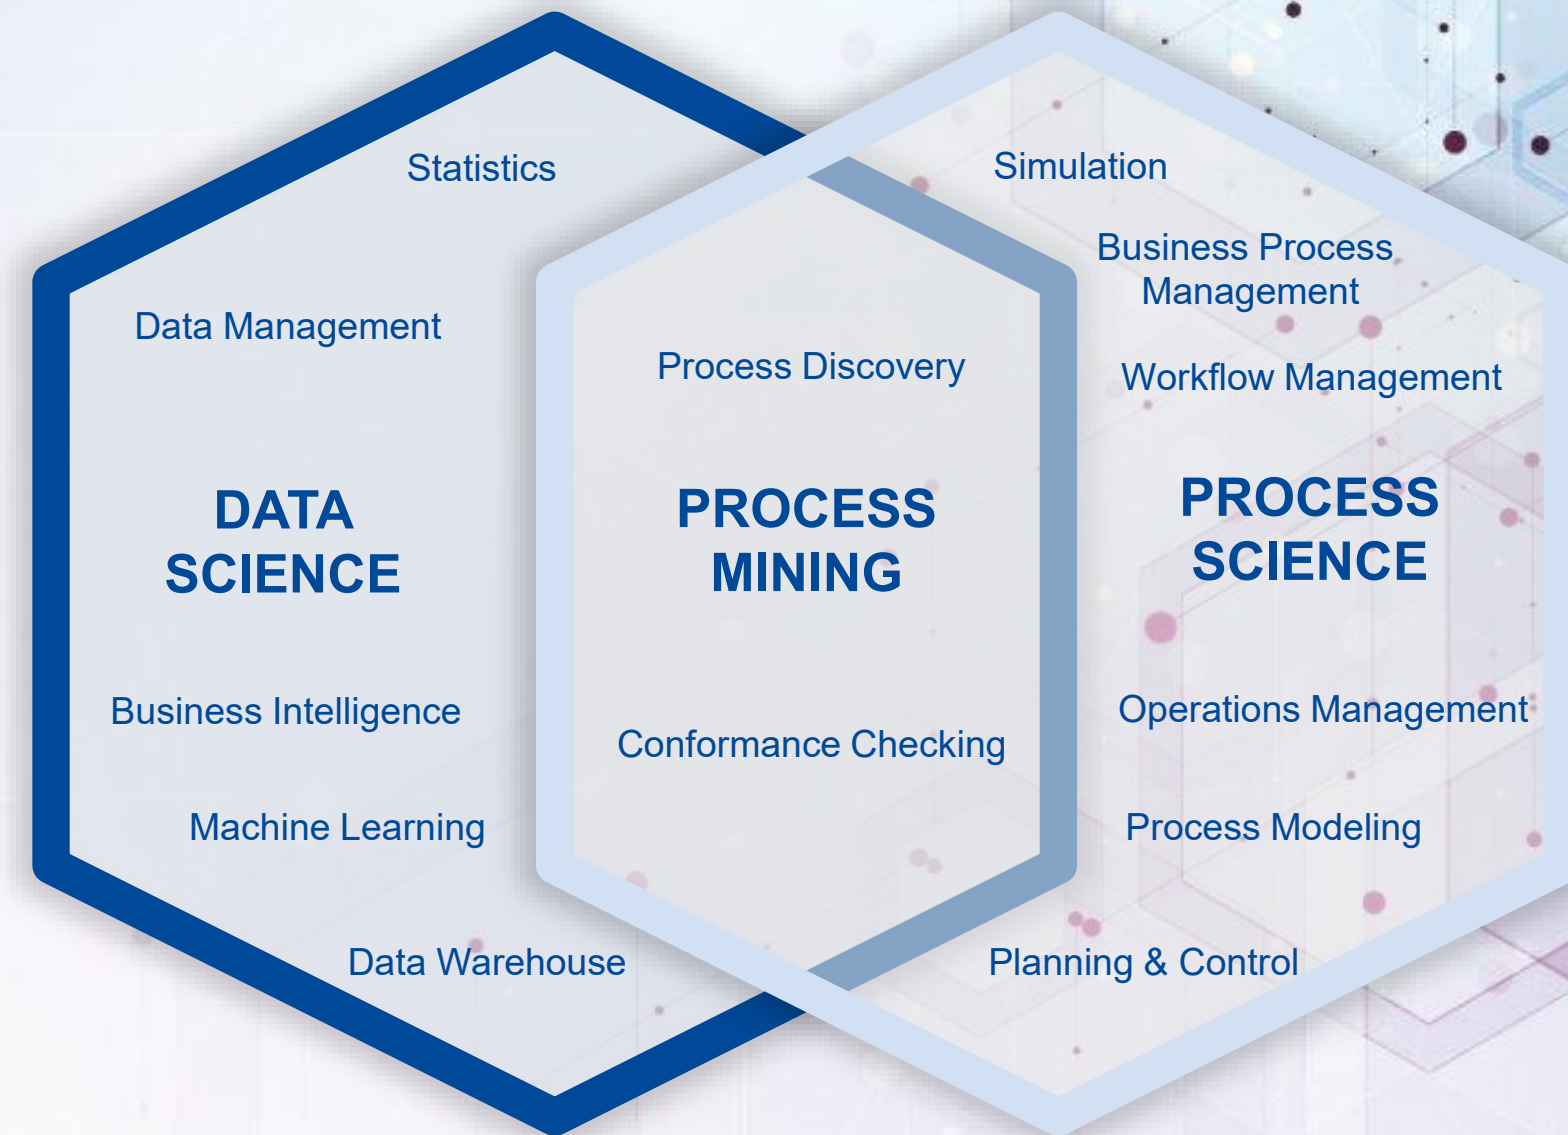 Statistics
Data Management
DATA
SCIENCE
Business Intelligence
Machine Learning
Data Warehouse
Process Discovery
PROCESS
MINING
Conformance Checking
Simulation
Business Process
Management
Workflow Management
PROCESS
SCIENCE
Operations Management
Process Modeling
Planning & Control